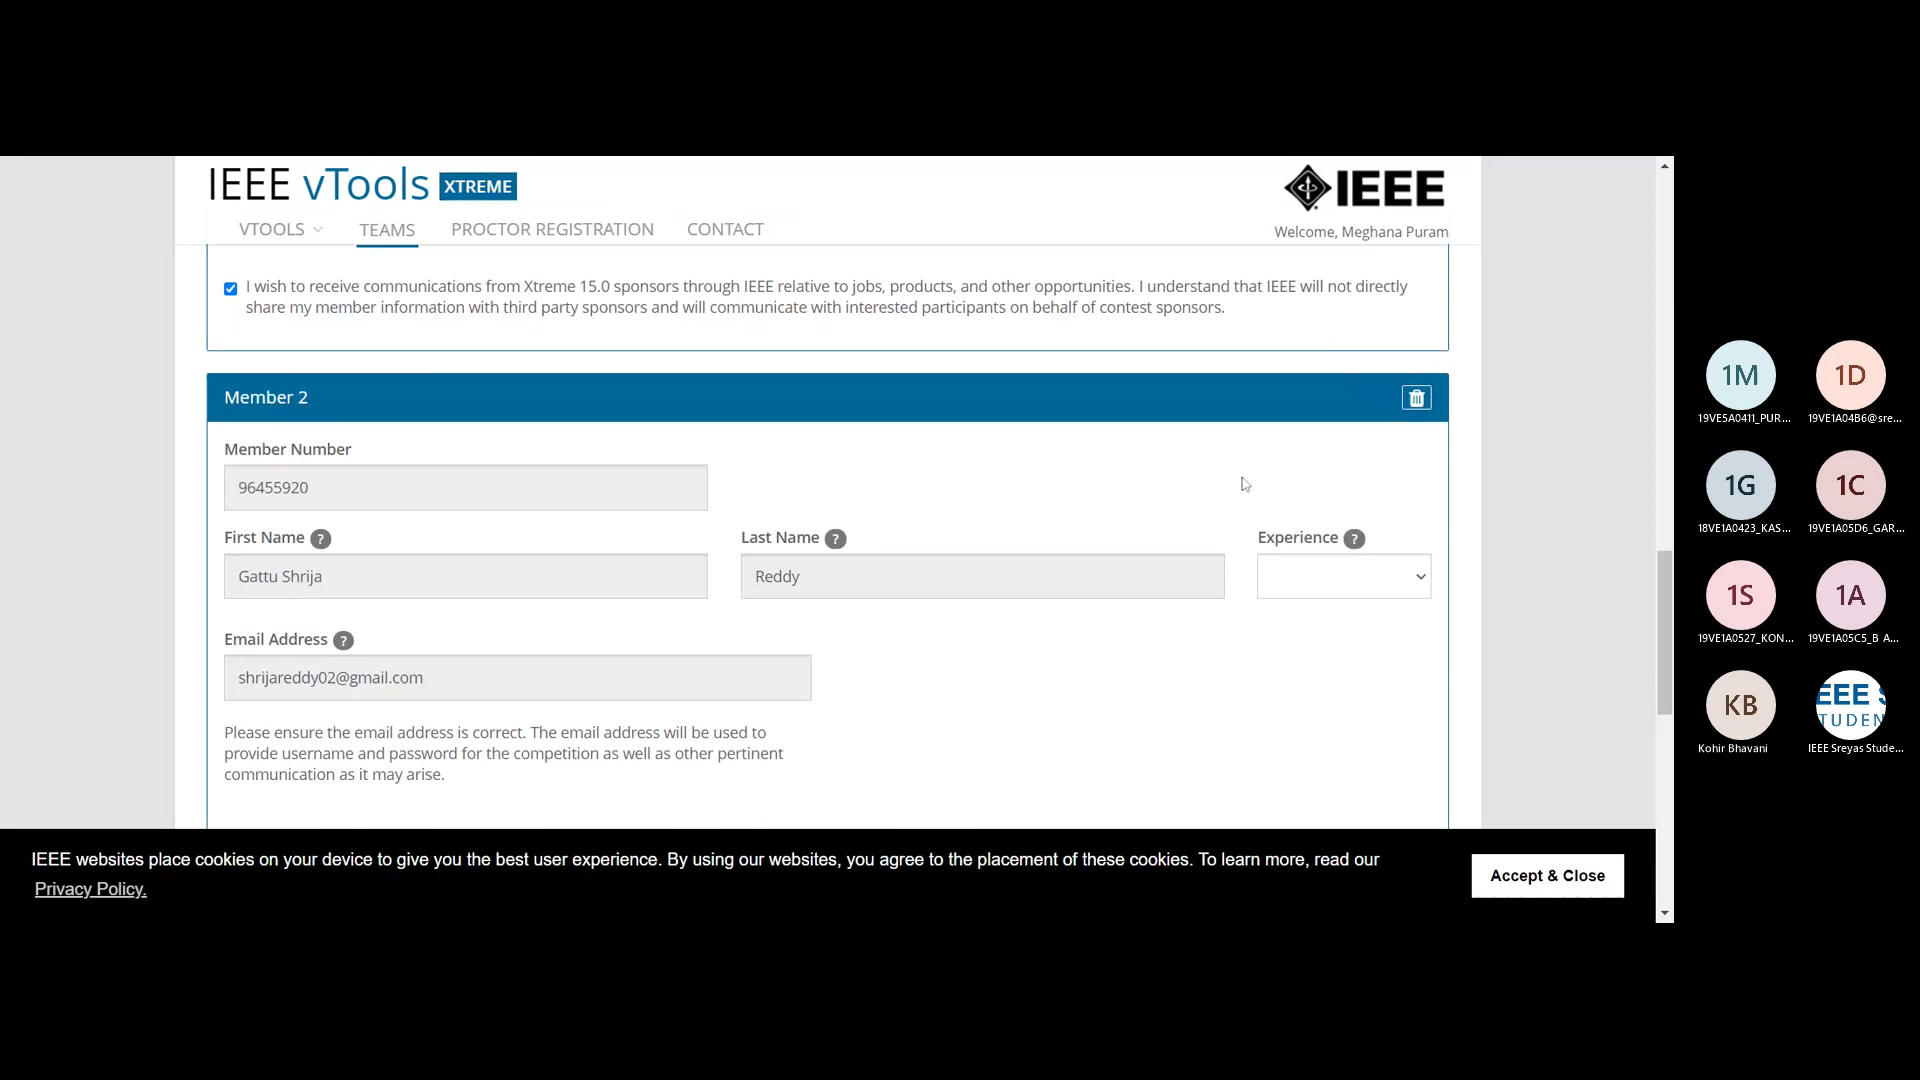 IEEE vTools XTREME
IEEE
VTOOLS TEAMS PROCTOR REGISTRATION CONTACT
Welcome, Meghana Puram
I wish to receive communications from Xtreme 15.0 sponsors through IEEE relative to jobs, products, and other opportunities. I understand that IEEE will not directly
share my member information with third party sponsors and will communicate with interested participants on behalf of contest sponsors.
Member 2
Member Number
96455920
First Name ? Last Name ? Experience ?
Gattu Shrija Reddy
Email Address ?
shrijareddy02@gmail.com
Please ensure the email address is correct. The email address will be used to
provide username and password for the competition as well as other pertinent
communication as it may arise.
IEEE websites place cookies on your device to give you the best user experience. By using our websites, you agree to the placement of these cookies. To learn more, read our
Privacy Policy.
Accept & Close
1M 1D
19VE5A0411_PUR... 19VE1A04B6@sre...
1G 1C
18VE1A0423_KAS... 19VE1A05D6_GAR...
1S 1A
19VE1A0527_KON... 19VE1A05C5_B A...
KB EEE S
TUDEN
Kohir Bhavani IEEE Sreyas Stude...